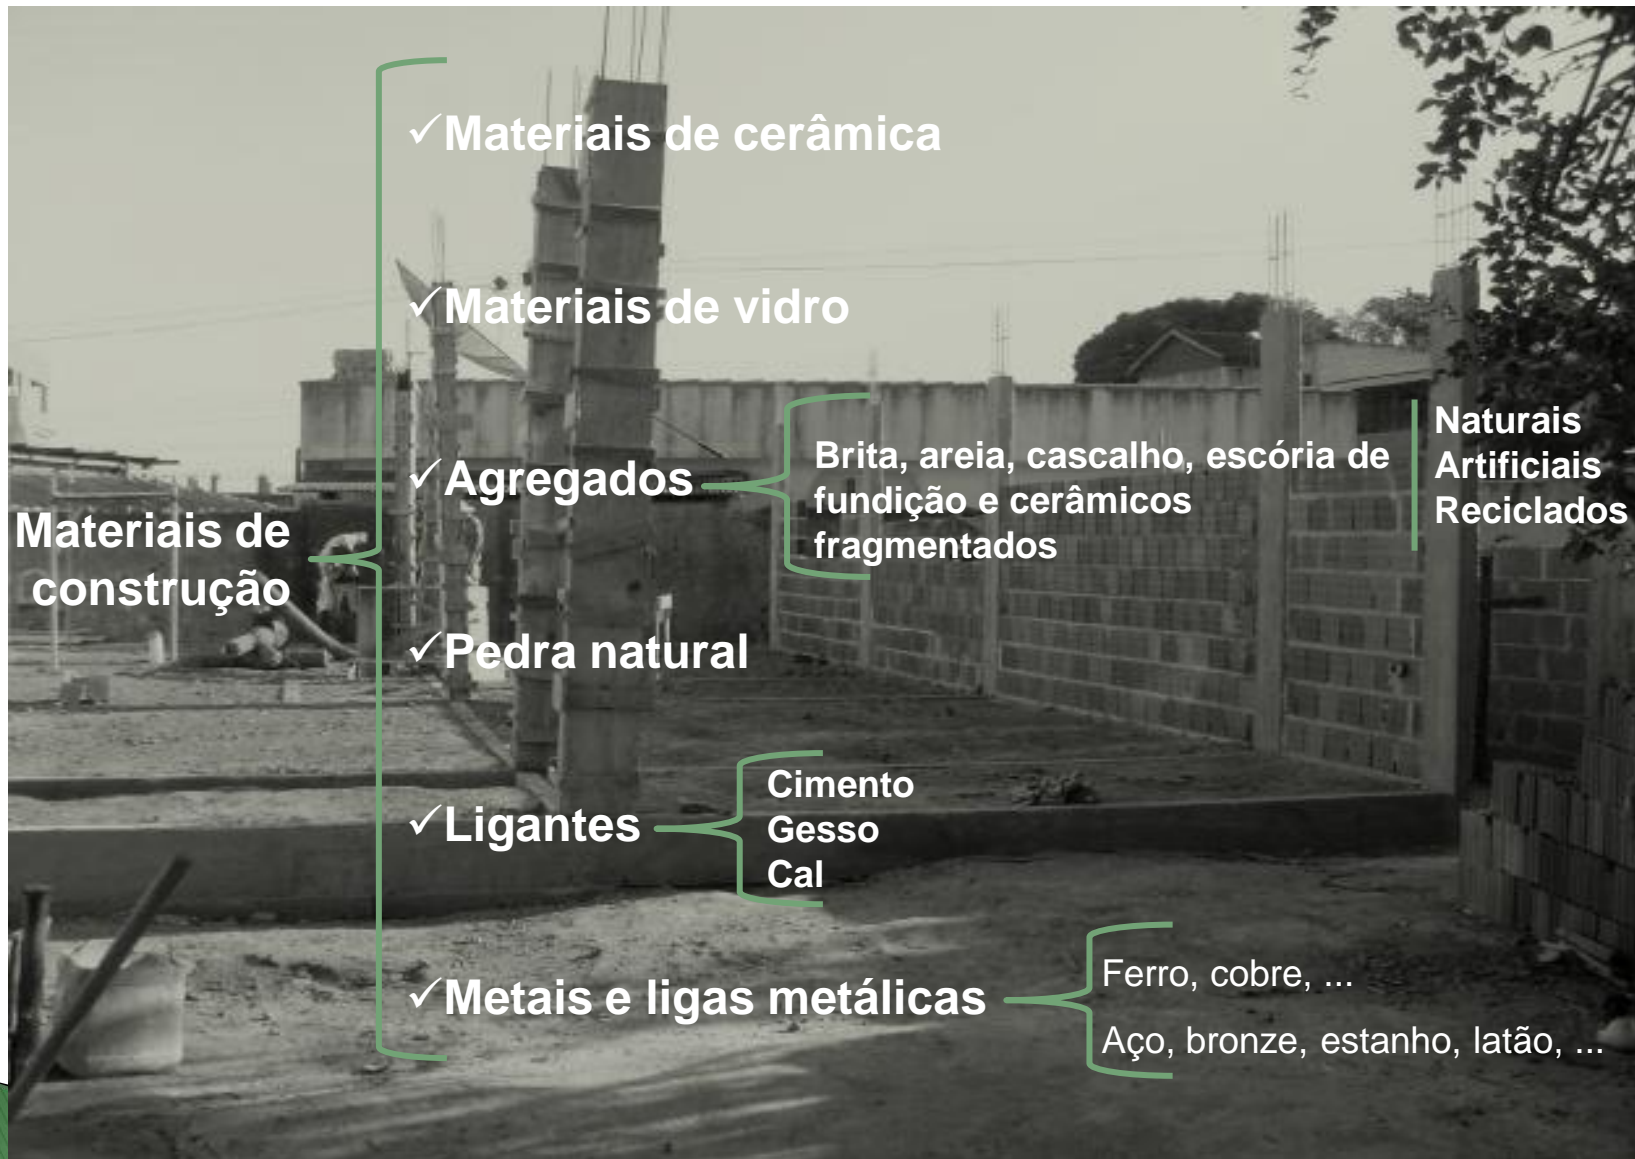 Materiais de
construção
✓Materiais de cerâmica
✓Materiais de vidro
✓Agregados
Brita, areia, cascalho, escória de
fundição e cerâmicos
fragmentados
Naturais
Artificiais
Reciclados
✓Pedra natural
✓Ligantes
Cimento
Gesso
Cal
✓Metais e ligas metálicas
Ferro, cobre, ...
Aço, bronze, estanho, latão, ...